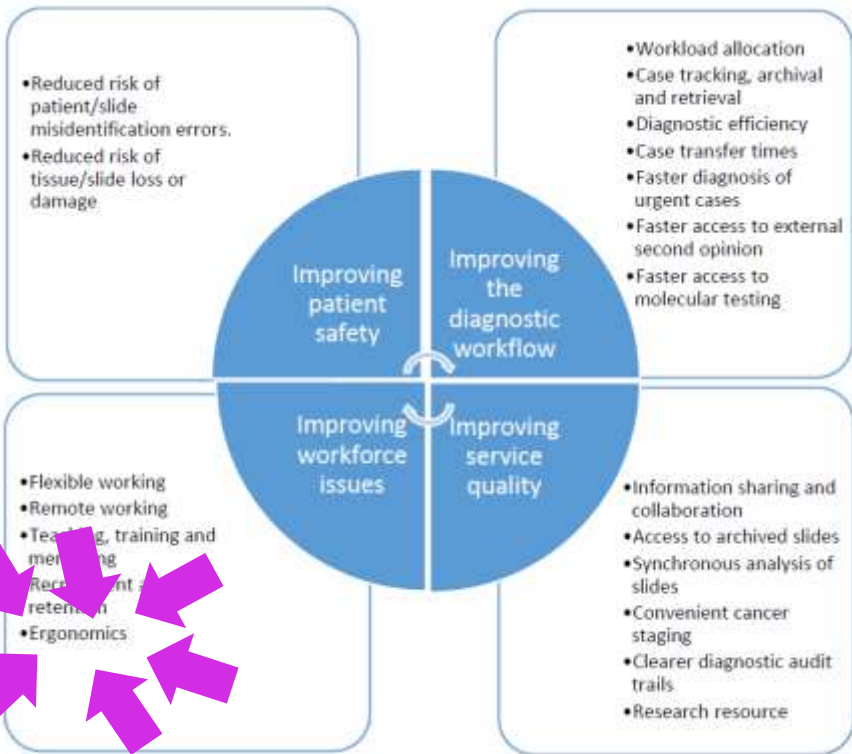 •Reduced risk of
patient/slide
misidentification errors.
•Reduced risk of
tissue/slide loss or
damage
•Workload allocation
•Case tracking, archival
and retrieval
•Diagnostic efficiency
•Case transfer times
•Faster diagnosis of
urgent cases
•Faster access to external
second opinion
•Faster access to
molecular testing
Improving
patient
safety
Improving
the
diagnostic
workflow
Improving
workforce
issues
Improving
service
quality
•Flexible working
•Remote working
training and
•Ergonomics
•Information sharing and
collaboration
•Access to archived slides
•Synchronous analysis of
slides
•Convenient cancer
staging
•Clearer diagnostic audit
trails
•Research resource